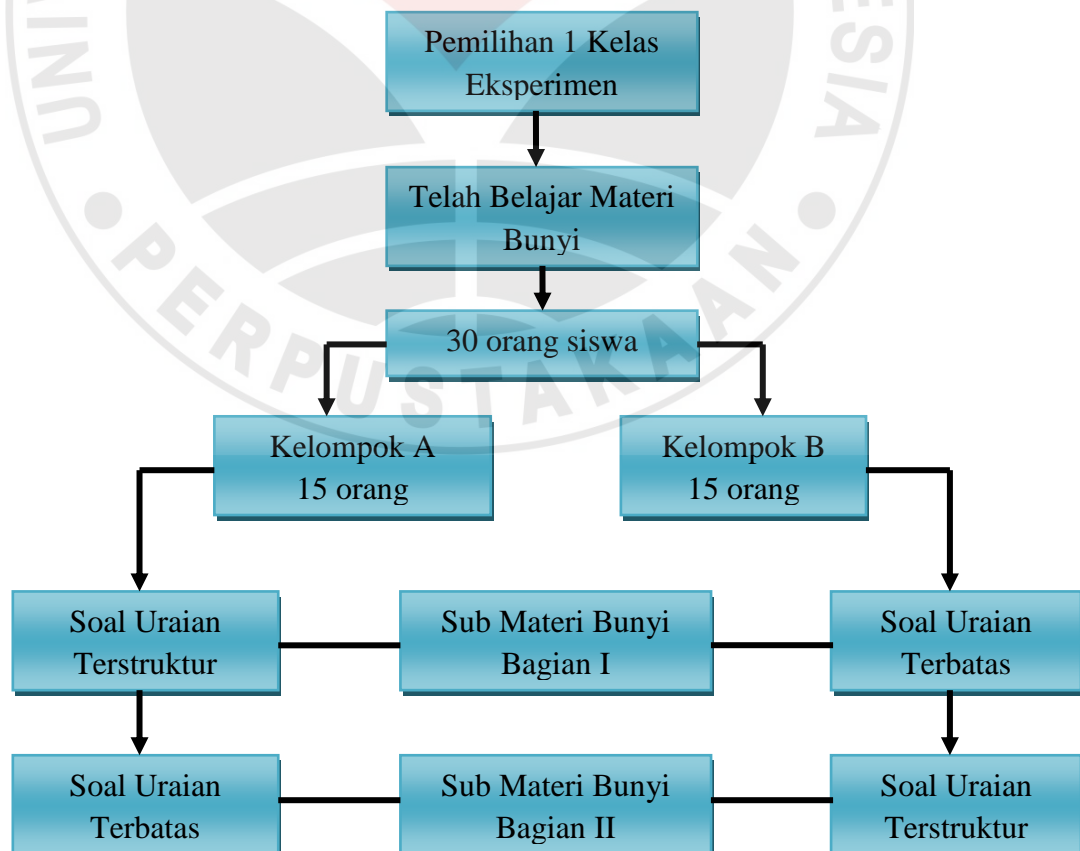 Pemilihan 1 Kelas
Eksperimen
Telah Belajar Materi
Bunyi
30 orang siswa
Kelompok A
15 orang
Kelompok B
15 orang
Soal Uraian
Terstruktur
Sub Materi Bunyi
Bagian I
Soal Uraian
Terbatas
Soal Uraian
Terbatas
Sub Materi Bunyi
Bagian II
Soal Uraian
Terstruktur
PERPUSTAKAAN